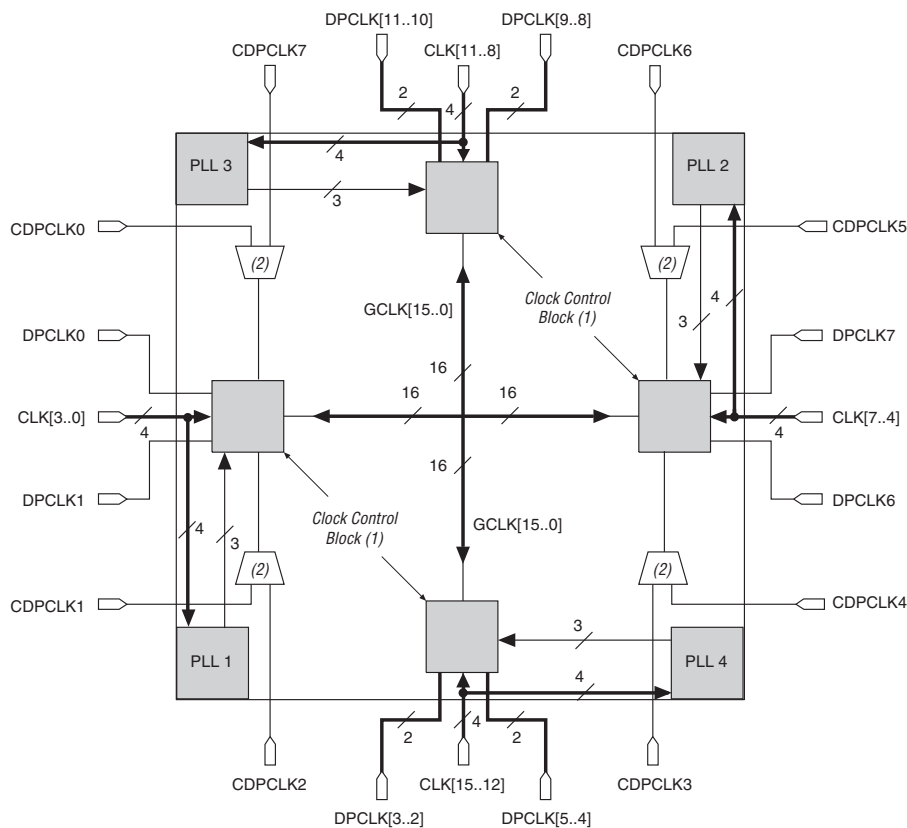 DPCLK[11..10]
DPCLK[9..8]
CDPCLK7
CLK[11..8]
CDPCLK6
2
4
2
PLL 3
4
3
PLL 2
CDPCLK0
CDPCLK5
(2)
(2)
GCLK[15..0]
Clock Control
Block (1)
4
3
DPCLK0
DPCLK7
16
16
16
CLK[3..0]
4
CLK[7..4]
4
16
DPCLK1
DPCLK6
4
3
Clock Control
Block (1)
GCLK[15..0]
(2)
(2)
CDPCLK1
CDPCLK4
3
PLL 1
PLL 4
4
2
4
2
CDPCLK2
CLK[15..12]
CDPCLK3
DPCLK[3..2]
DPCLK[5..4]